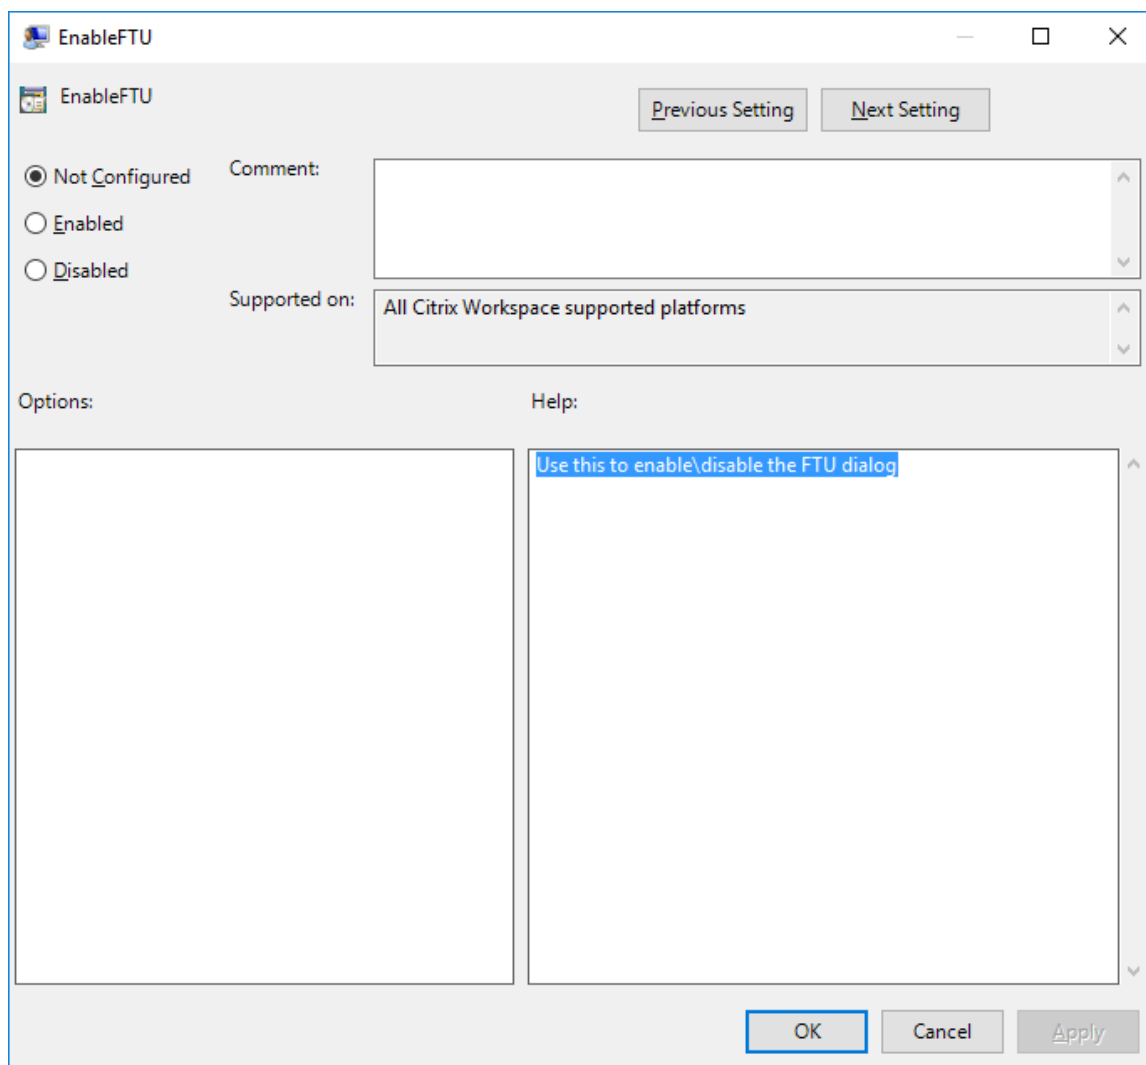 EnableFTU
EnableFTU
Previous Setting
Next Setting
Not Configured
Comment:
Enabled
Disabled
Supported on:
All Citrix Workspace supported platforms
Options:
Help:
Use this to enable\disable the FTU dialog
OK
Cancel
Apply